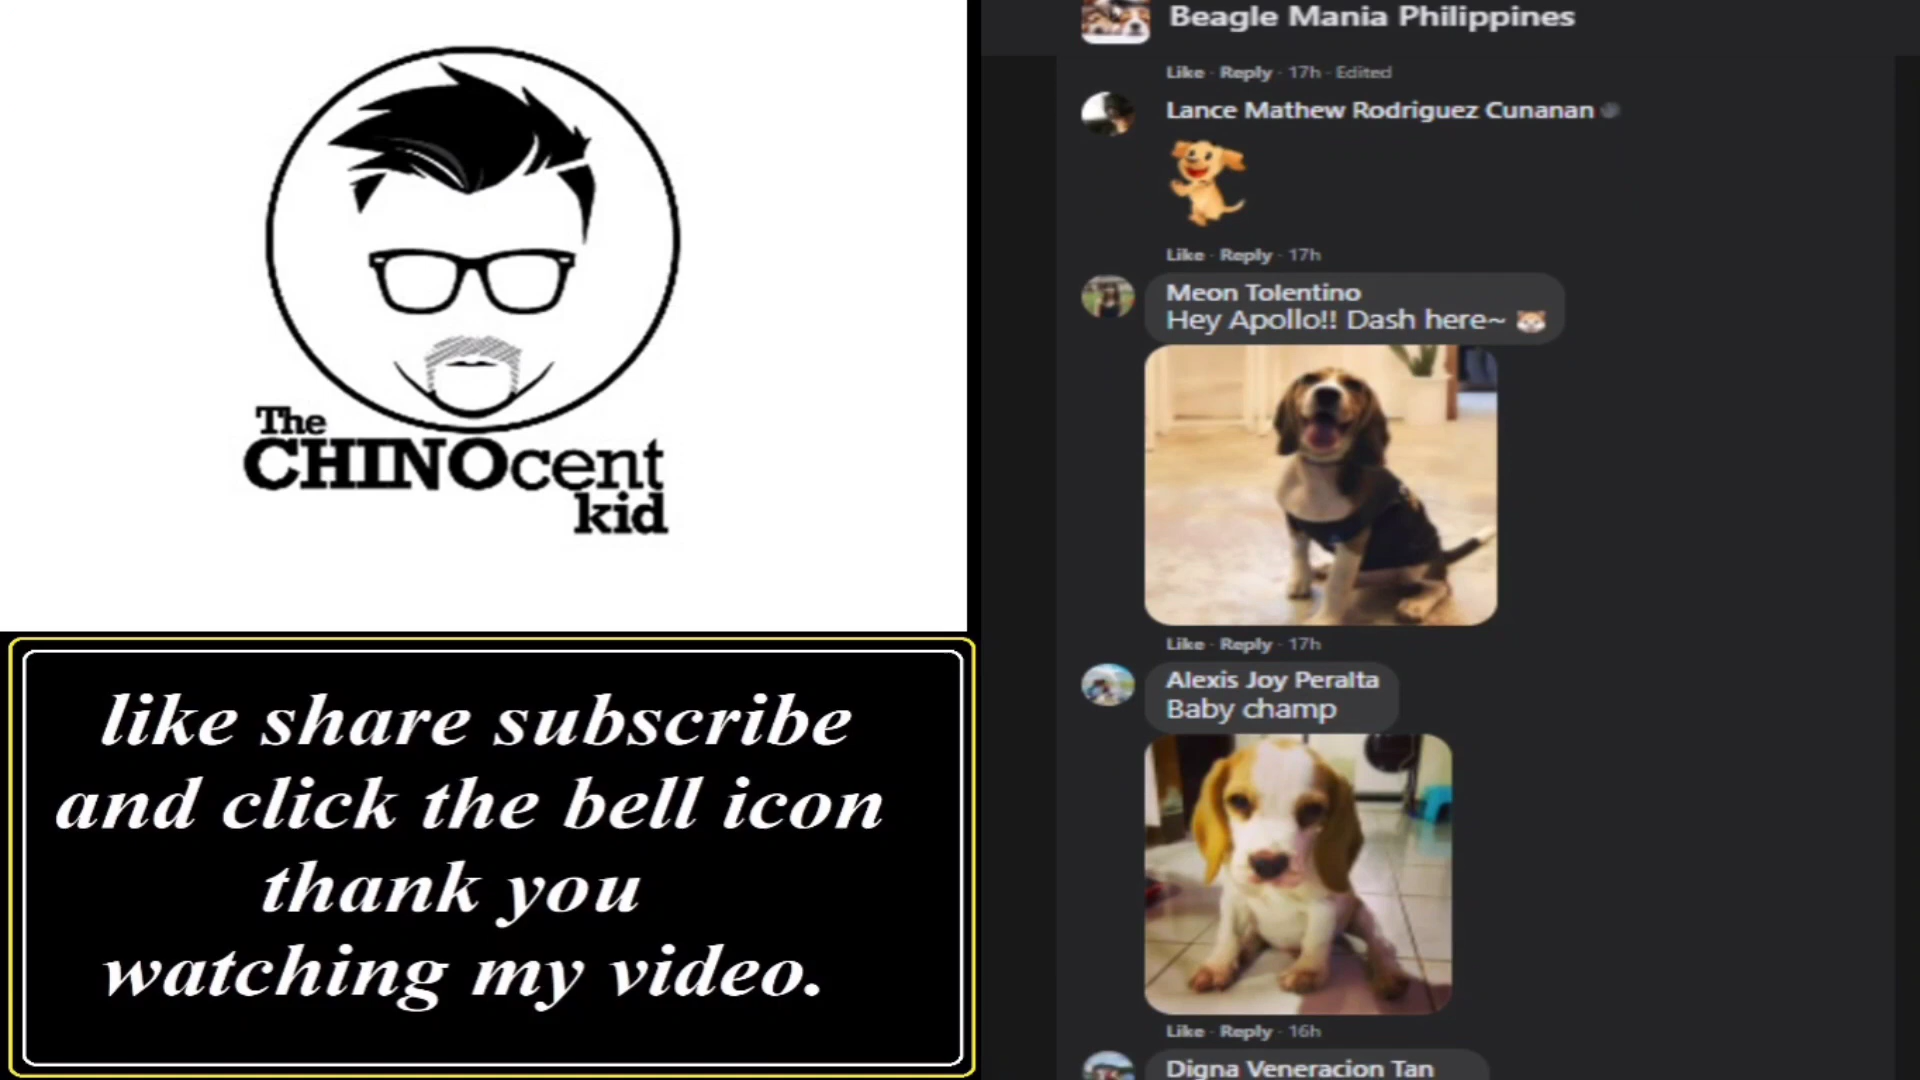 The
CHINOcent
kid
like share subscribe
and click the bell icon
thank you
watching my video.
Beagle Mania Philippines
Like · Reply · 17h · Edited
Lance Mathew Rodriguez Cunanan
Like · Reply · 17h
Meon Tolentino
Hey Apollo!! Dash here~ 🐹
Like · Reply · 17h
Alexis Joy Peralta
Baby champ
Like · Reply · 16h
Digna Veneracion Tan